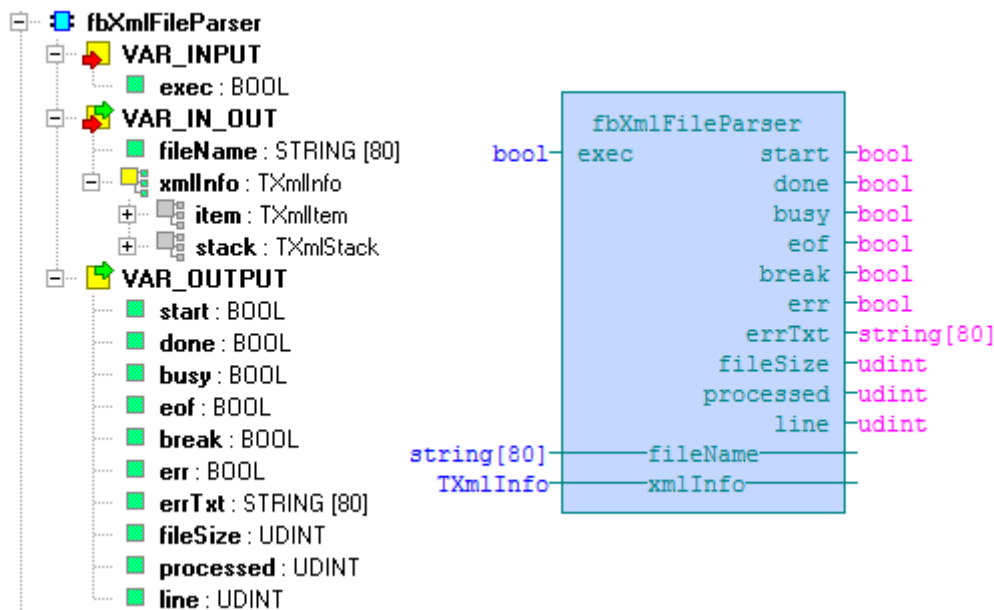 fbXmlFileParser
VAR_INPUT
exec : BOOL
VAR_IN_OUT
fileName : STRING [80]
xmlInfo : TXmlInfo
item : TXmlItem
stack : TXmlStack
VAR_OUTPUT
start : BOOL
done : BOOL
busy : BOOL
eof : BOOL
break : BOOL
err : BOOL
errTxt : STRING [80]
fileSize : UDINT
processed : UDINT
line : UDINT
fbXmlFileParser
bool exec start bool
done bool
busy bool
eof bool
break bool
err bool
errTxt string[80]
fileSize udint
processed udint
line udint
string[80] fileName
TXmlInfo xmlInfo